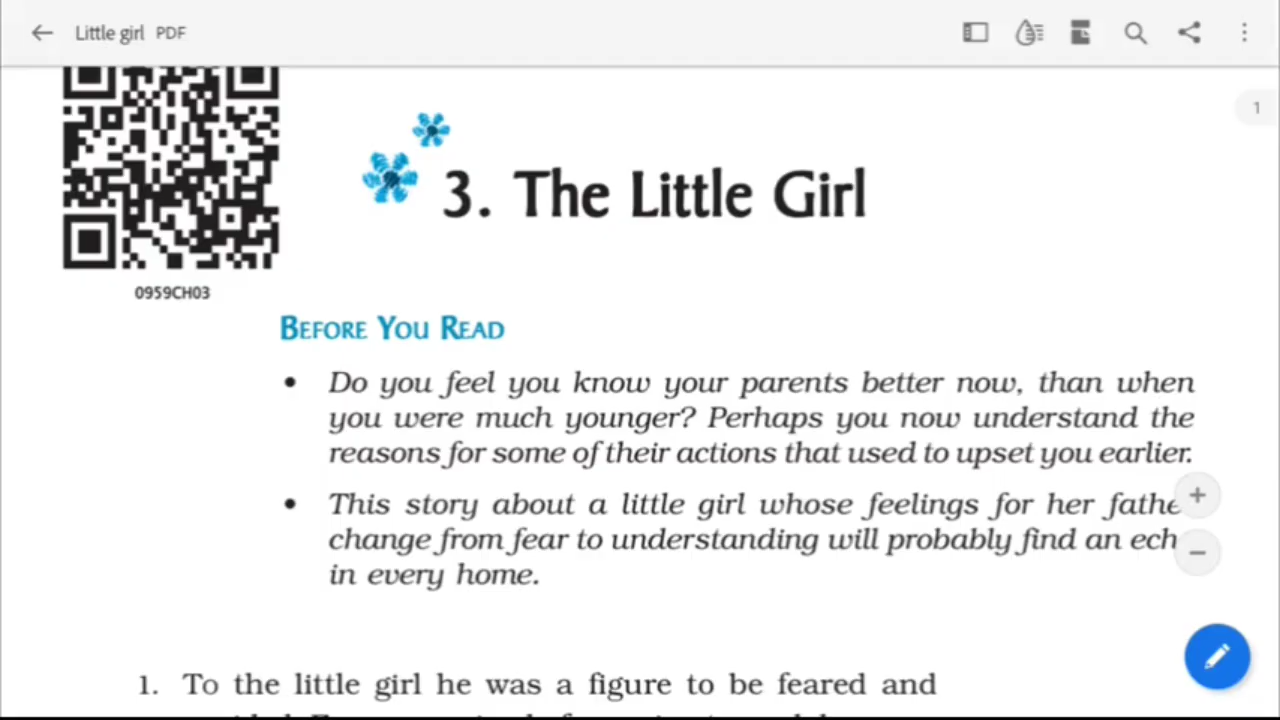 Little girl PDF
1
3. The Little Girl
0959CH03
BEFORE YOU READ
• Do you feel you know your parents better now, than when
you were much younger? Perhaps you now understand the
reasons for some of their actions that used to upset you earlier.
• This story about a little girl whose feelings for her fathe
change from fear to understanding will probably find an ech
in every home.
1. To the little girl he was a figure to be feared and